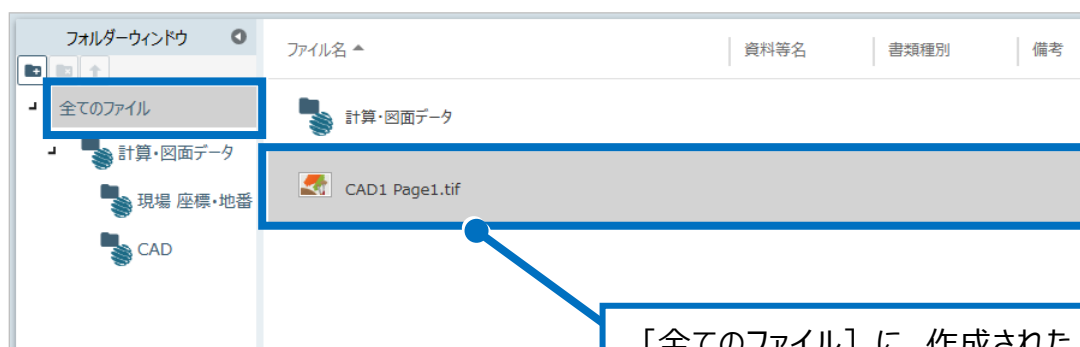 フォルダーウィンドウ
ファイル名
資料等名
書類種別
備考
全てのファイル
計算・図面データ
計算・図面データ
現場 座標・地番
CAD1 Page1.tif
CAD
［全てのファイル］に、作成された